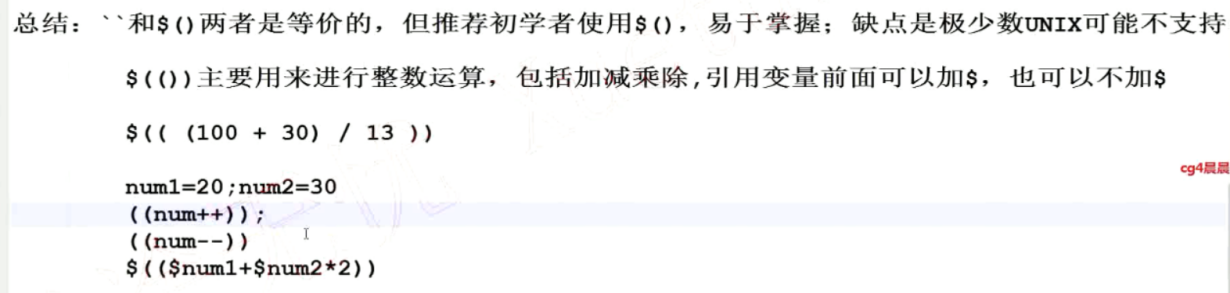 总结：``和$()两者是等价的，但推荐初学者使用$()，易于掌握；缺点是极少数UNIX可能不支持
$(())主要用来进行整数运算，包括加减乘除,引用变量前面可以加$，也可以不加$
$(( (100 + 30) / 13 ))
cg4晨晨
num1=20;num2=30
((num++));
((num--))
$(($num1+$num2*2))